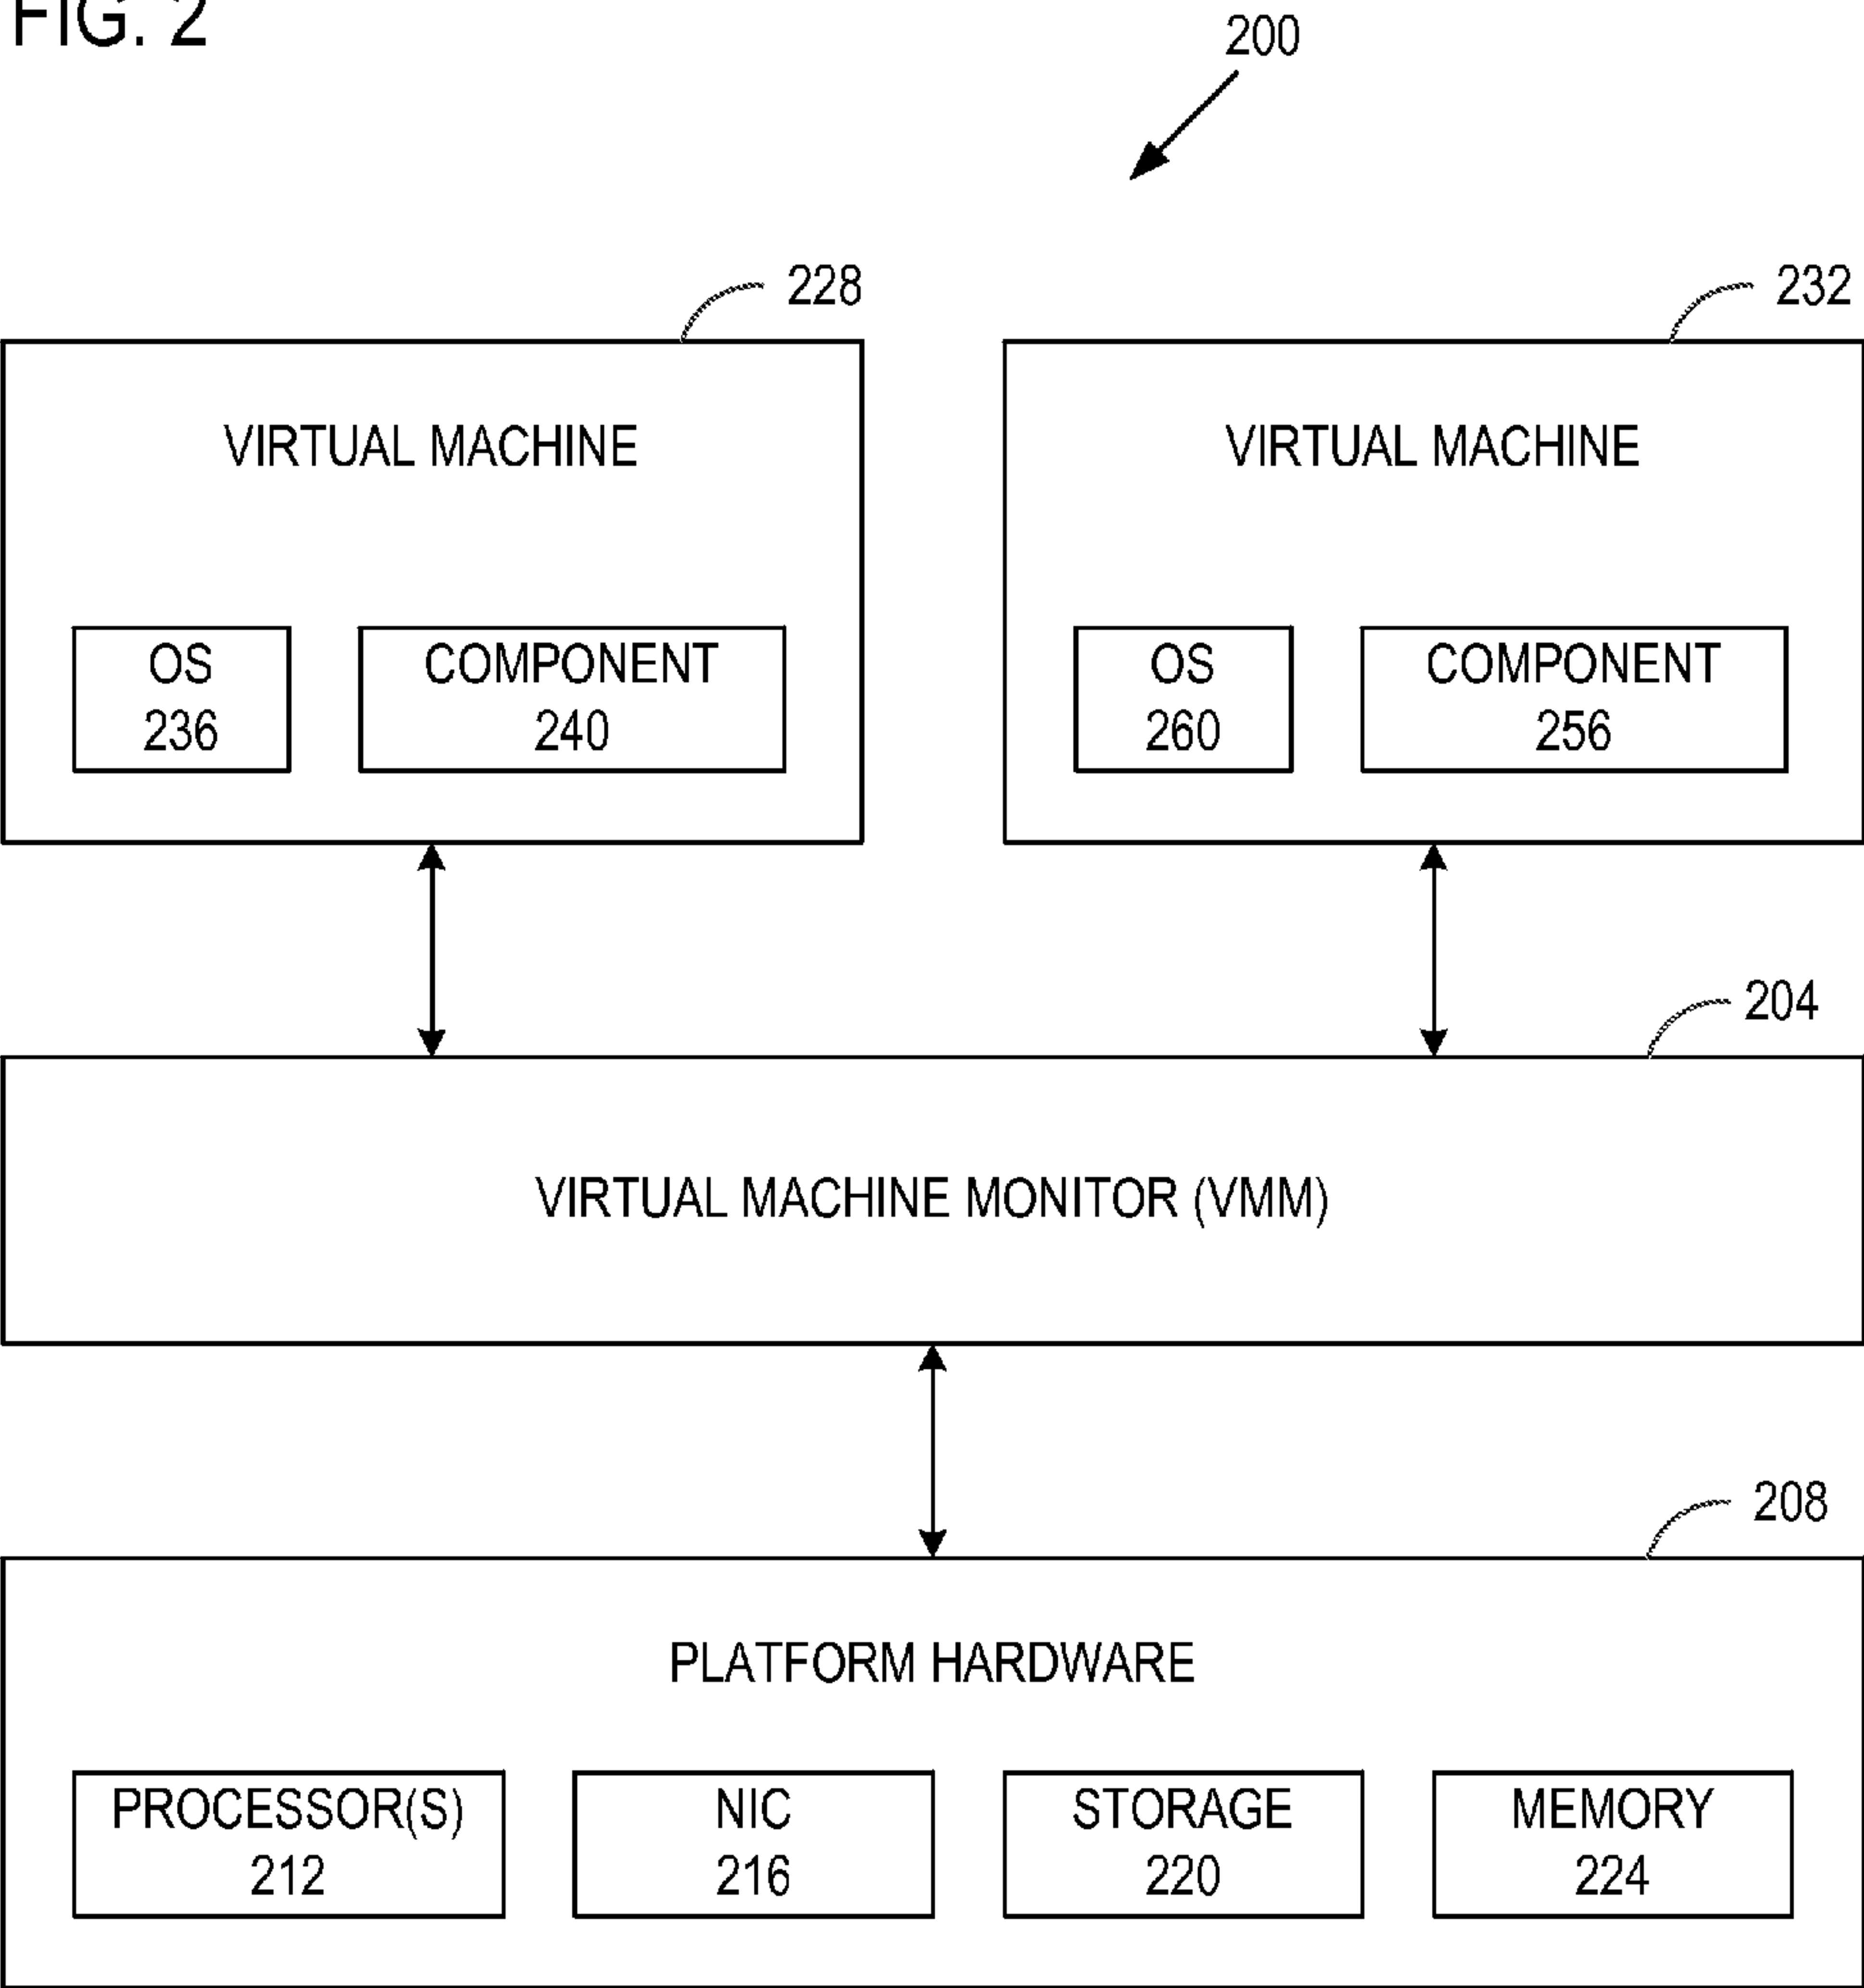 FIG. 2
200
228
232
VIRTUAL MACHINE
VIRTUAL MACHINE
OS
236
COMPONENT
240
OS
260
COMPONENT
256
204
VIRTUAL MACHINE MONITOR (VMM)
208
PLATFORM HARDWARE
PROCESSOR(S)
212
NIC
216
STORAGE
220
MEMORY
224